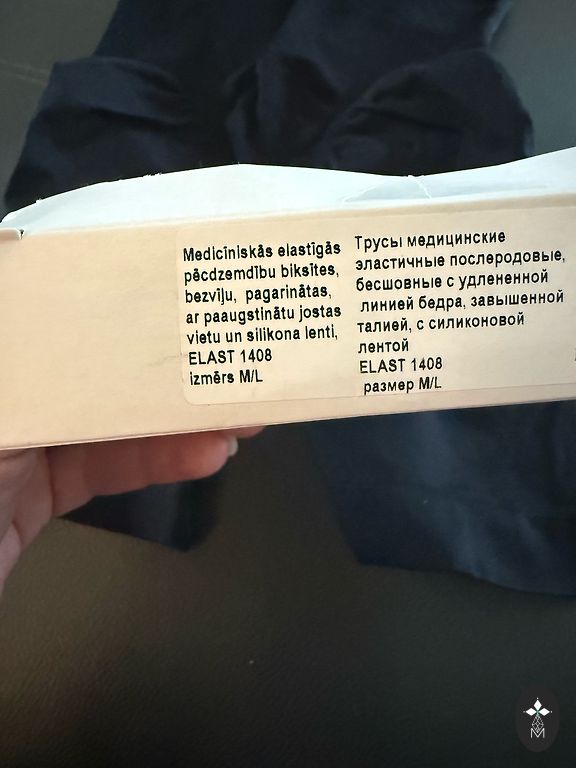 Medicīniskās elastīgās
pēcdzemdību biksītes,
bezvīļu, pagarinātas,
ar paaugstinātu jostas
vietu un silikona lenti,
ELAST 1408
izmērs M/L
Трусы медицинские
эластичные послеродовые,
бесшовные с удлененной
линией бедра, завышенной
талией, с силиконовой
лентой
ELAST 1408
размер M/L
M